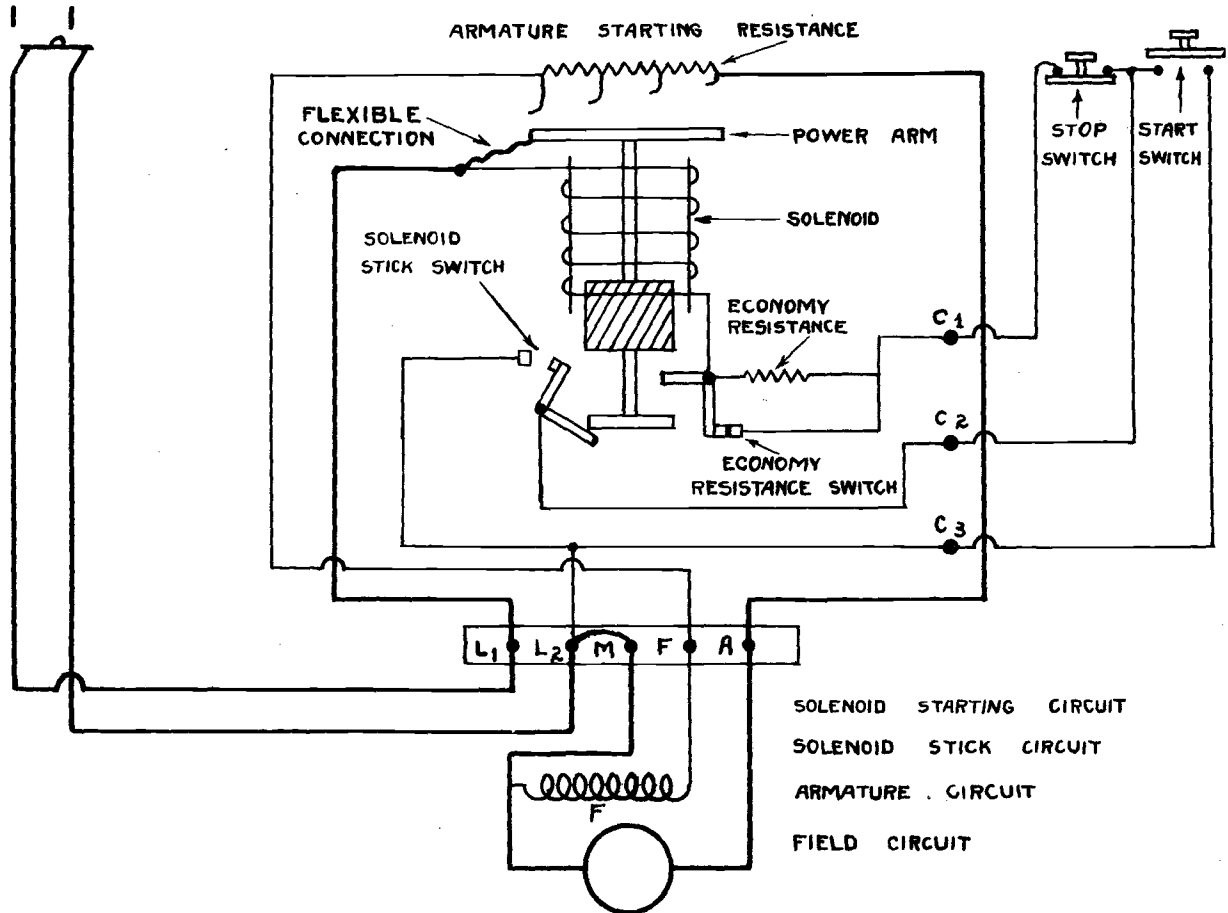 ARMATURE STARTING RESISTANCE
FLEXIBLE
CONNECTION
POWER ARM
STOP
SWITCH
START
SWITCH
SOLENOID
STICK SWITCH
SOLENOID
ECONOMY
RESISTANCE
C1
C2
ECONOMY
RESISTANCE SWITCH
C3
L1 L2 M F A
F
SOLENOID STARTING CIRCUIT
SOLENOID STICK CIRCUIT
ARMATURE . CIRCUIT
FIELD CIRCUIT